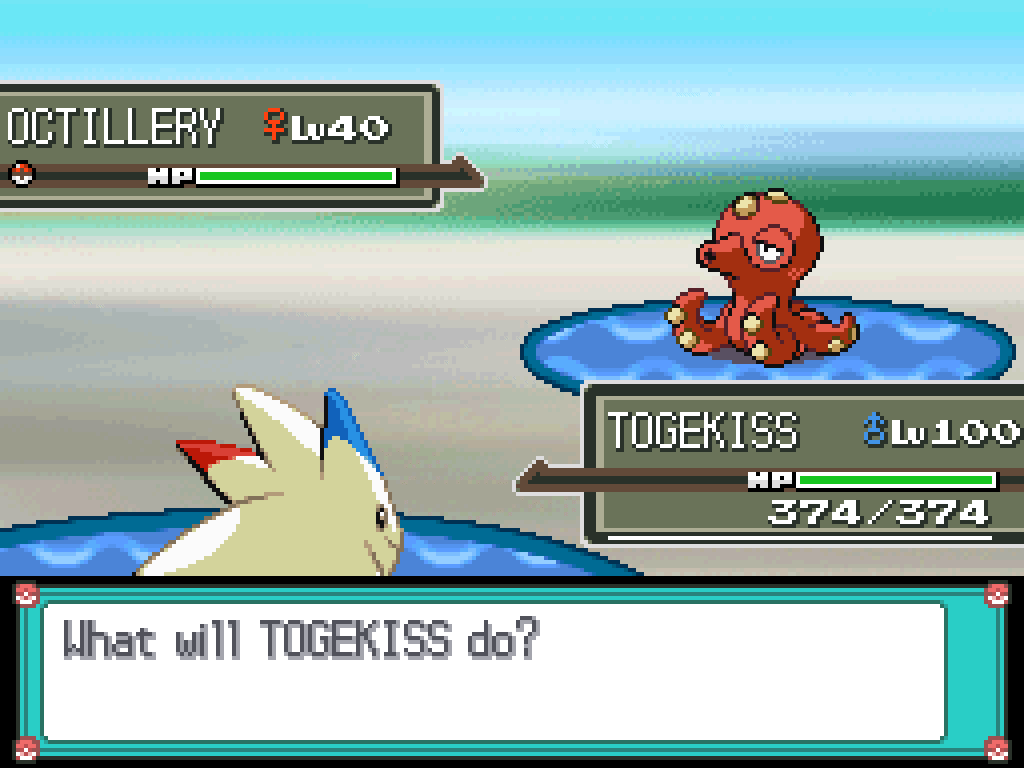 OCTILLERY ♀Lv40
HP
TOGEKISS ♂Lv100
HP
374/374
What will TOGEKISS do?